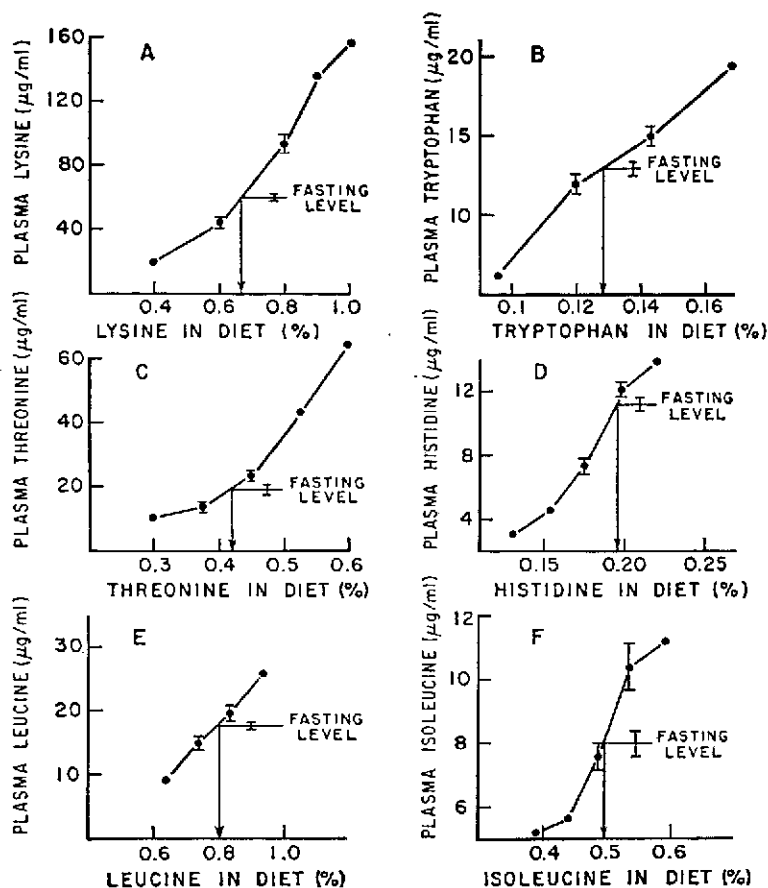 A
PLASMA LYSINE (μg/ml)
160
120
80
40
FASTING
LEVEL
0.4 0.6 0.8 1.0
LYSINE IN DIET (%)
B
PLASMA TRYPTOPHAN (μg/ml)
20
15
10
FASTING
LEVEL
0.1 0.12 0.14 0.16
TRYPTOPHAN IN DIET (%)
C
PLASMA THREONINE (μg/ml)
60
40
20
FASTING
LEVEL
0.3 0.4 0.5 0.6
THREONINE IN DIET (%)
D
PLASMA HISTIDINE (μg/ml)
12
8
4
FASTING
LEVEL
0.15 0.20 0.25
HISTIDINE IN DIET (%)
E
PLASMA LEUCINE (μg/ml)
30
20
10
FASTING
LEVEL
0.6 0.8 1.0
LEUCINE IN DIET (%)
F
PLASMA ISOLEUCINE (μg/ml)
10
8
6
FASTING
LEVEL
0.4 0.5 0.6
ISOLEUCINE IN DIET (%)